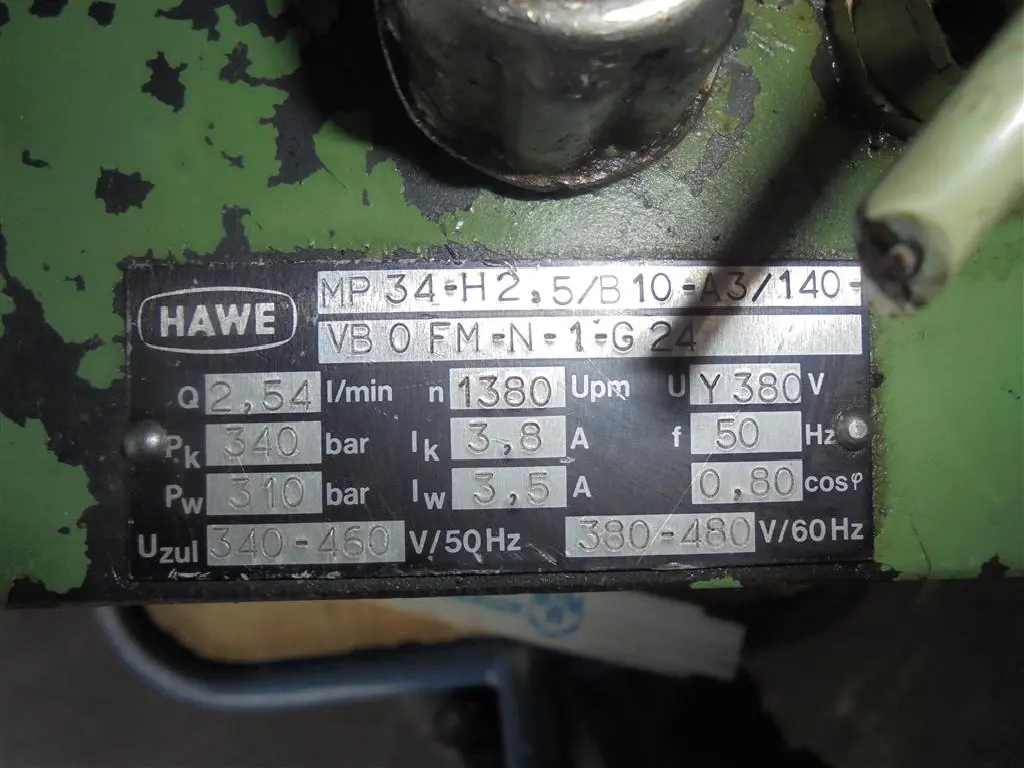 HAWE
MP 34-H2,5/B10-A3/140-
VB 0 FM-N-1-G 24
Q 2,54 l/min n 1380 Upm U Y 380 V
Pk 340 bar Ik 3,8 A f 50 Hz
Pw 310 bar Iw 3,5 A 0,80 cosφ
Uzul 340-460 V/50Hz 380-480 V/60Hz